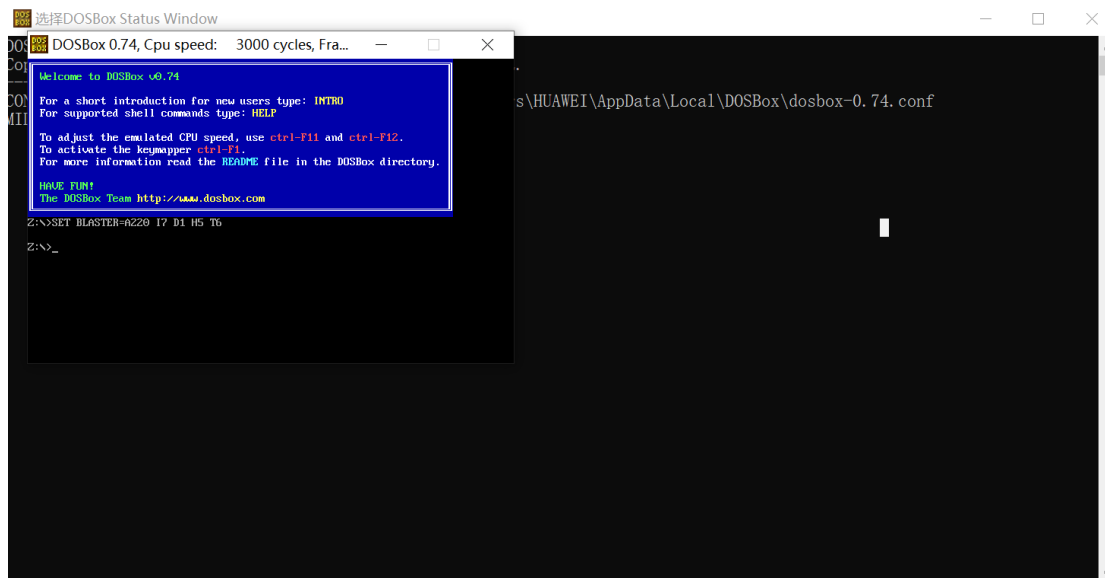 选择DOSBox Status Window
DOSBox 0.74, Cpu speed: 3000 cycles, Fra...
Welcome to DOSBox v0.74
For a short introduction for new users type: INTRO
For supported shell commands type: HELP
To adjust the emulated CPU speed, use ctrl-F11 and ctrl-F12.
To activate the keymapper ctrl-F1.
For more information read the README file in the DOSBox directory.
HAVE FUN!
The DOSBox Team http://www.dosbox.com
Z:\>SET BLASTER=A220 I7 D1 H5 T6
Z:\>_
DOS
Cop
CON
s\HUAWEI\AppData\Local\DOSBox\dosbox-0.74.conf